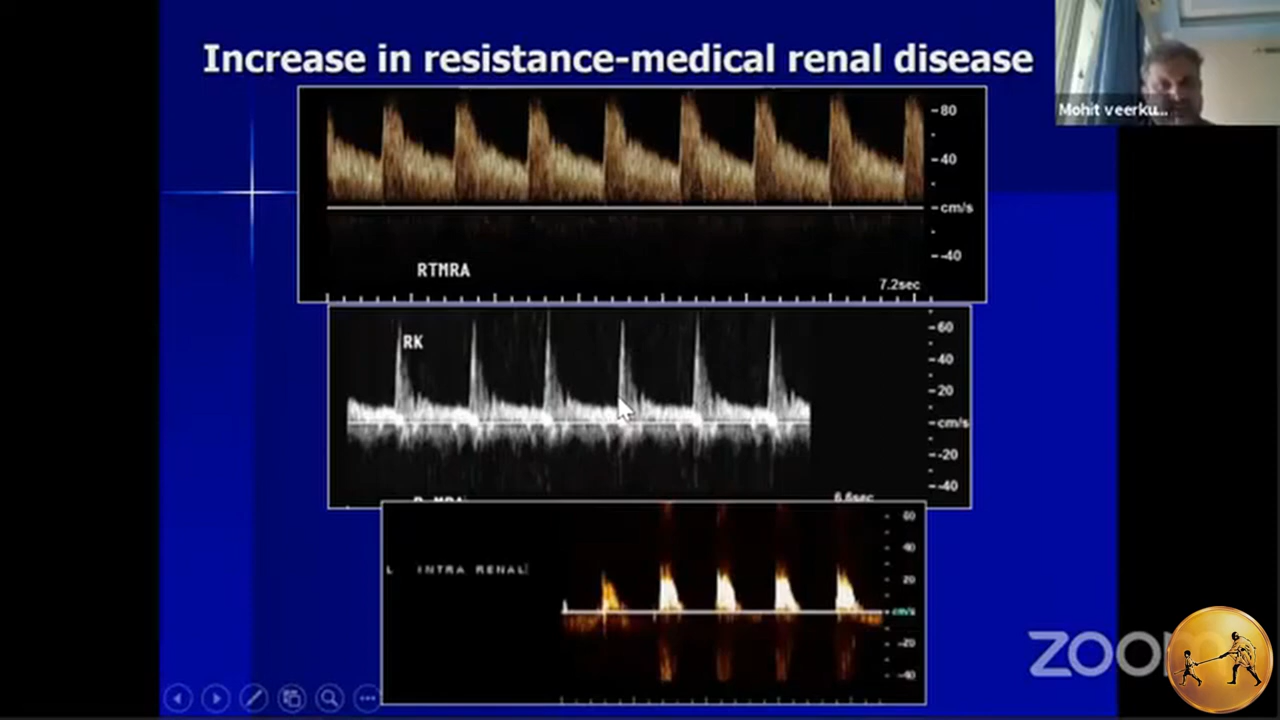 Increase in resistance-medical renal disease
Mohit veerku...
80
40
cm/s
-40
RTMRA
7.2sec
RK
60
40
20
cm/s
-20
-40
6.6sec
60
40
20
cm/s
-20
-40
L INTRA RENAL
zoom